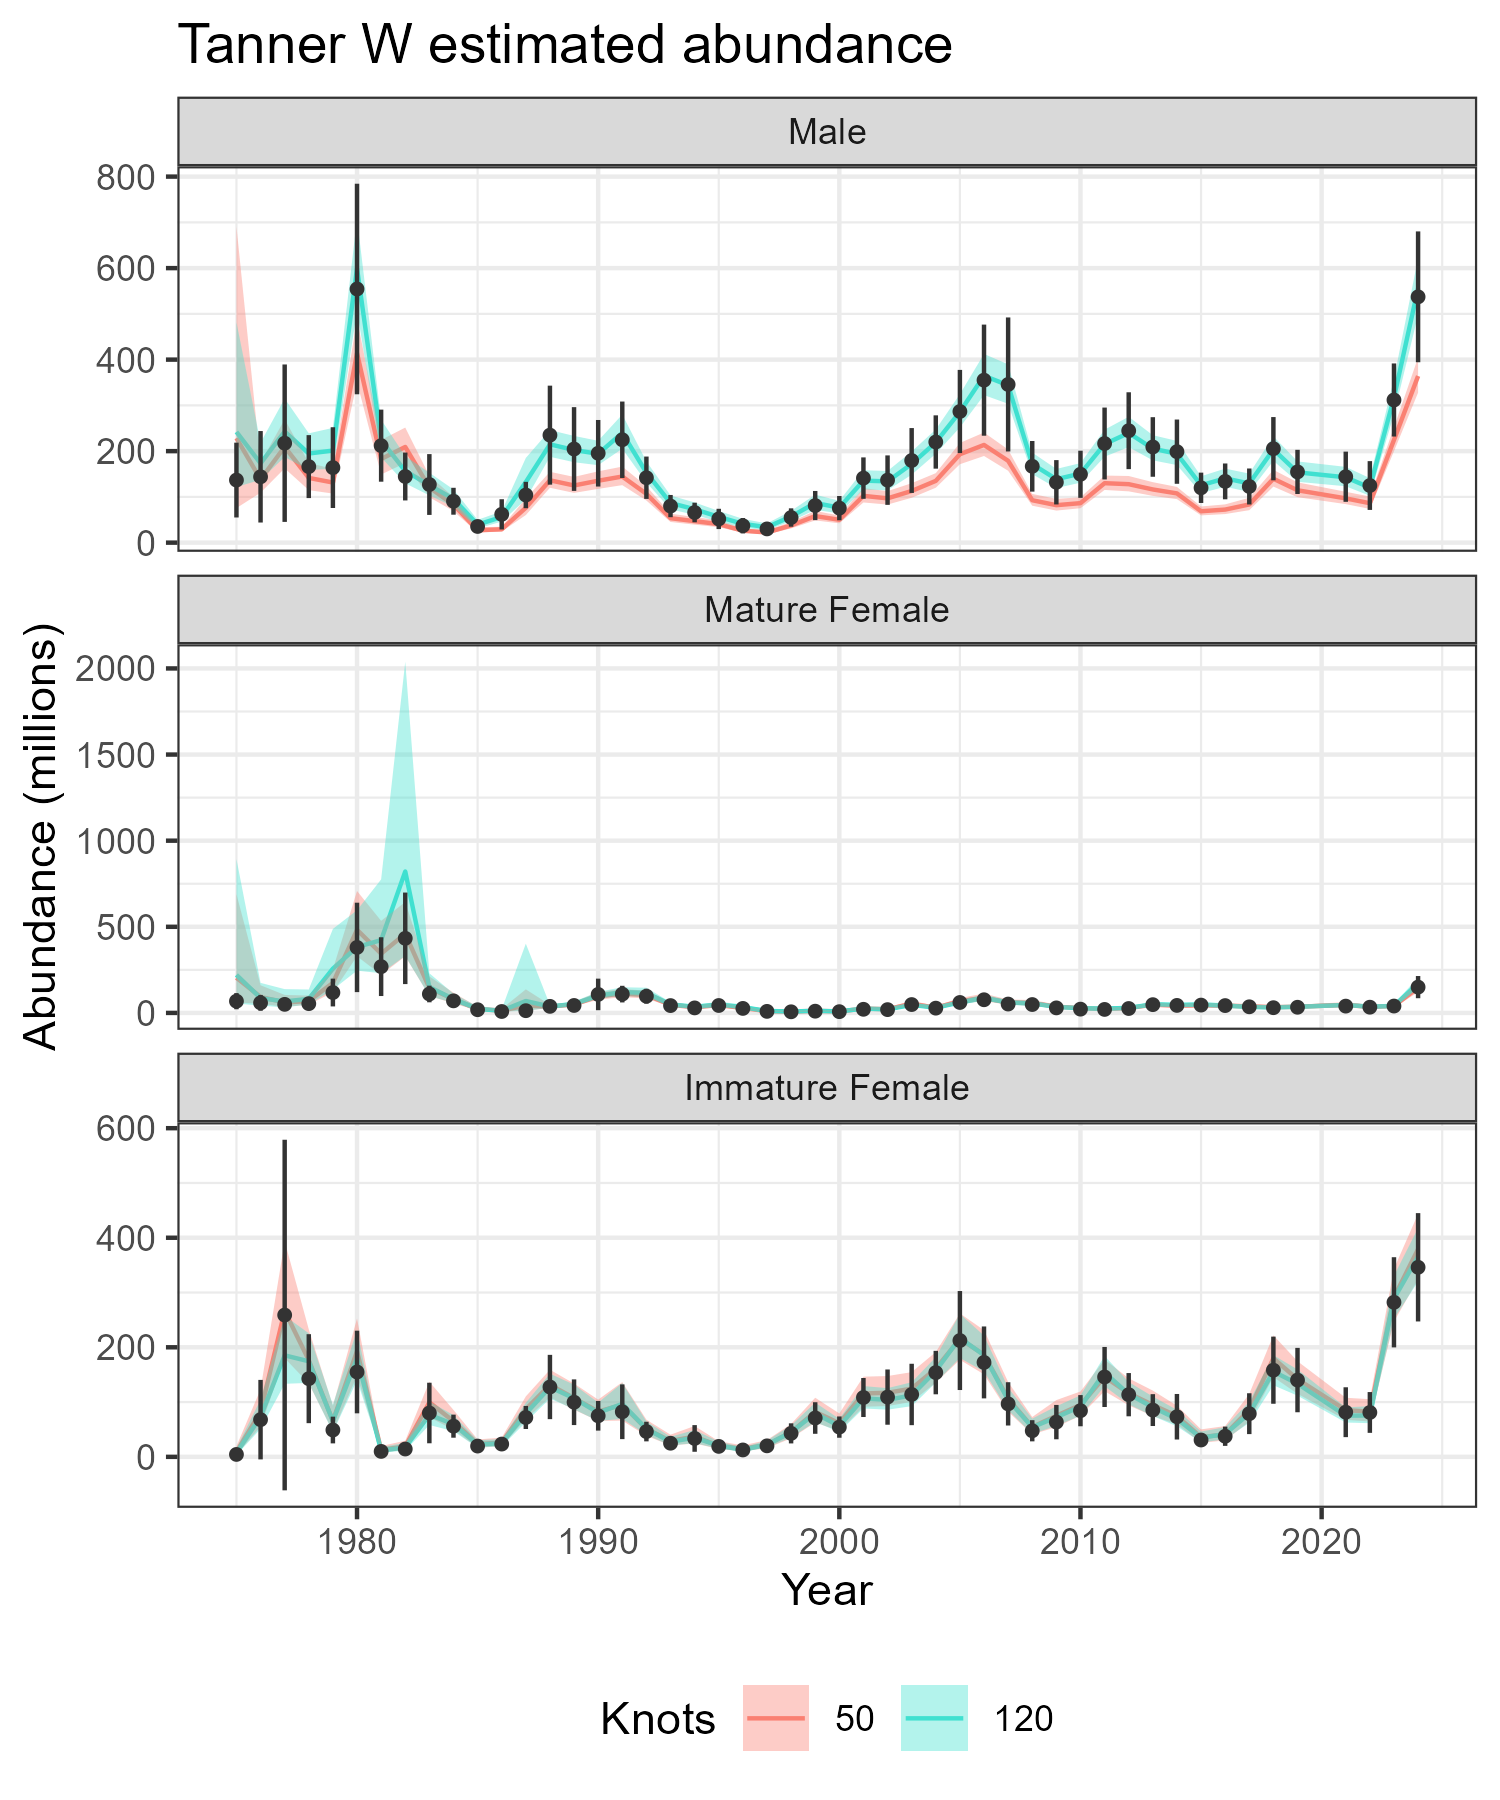 Tanner W estimated abundance
Male
800
600
400
200
0
Mature Female
2000
1500
1000
500
0
Immature Female
600
400
200
0
Abundance (millions)
1980 1990 2000 2010 2020
Year
Knots 50 120